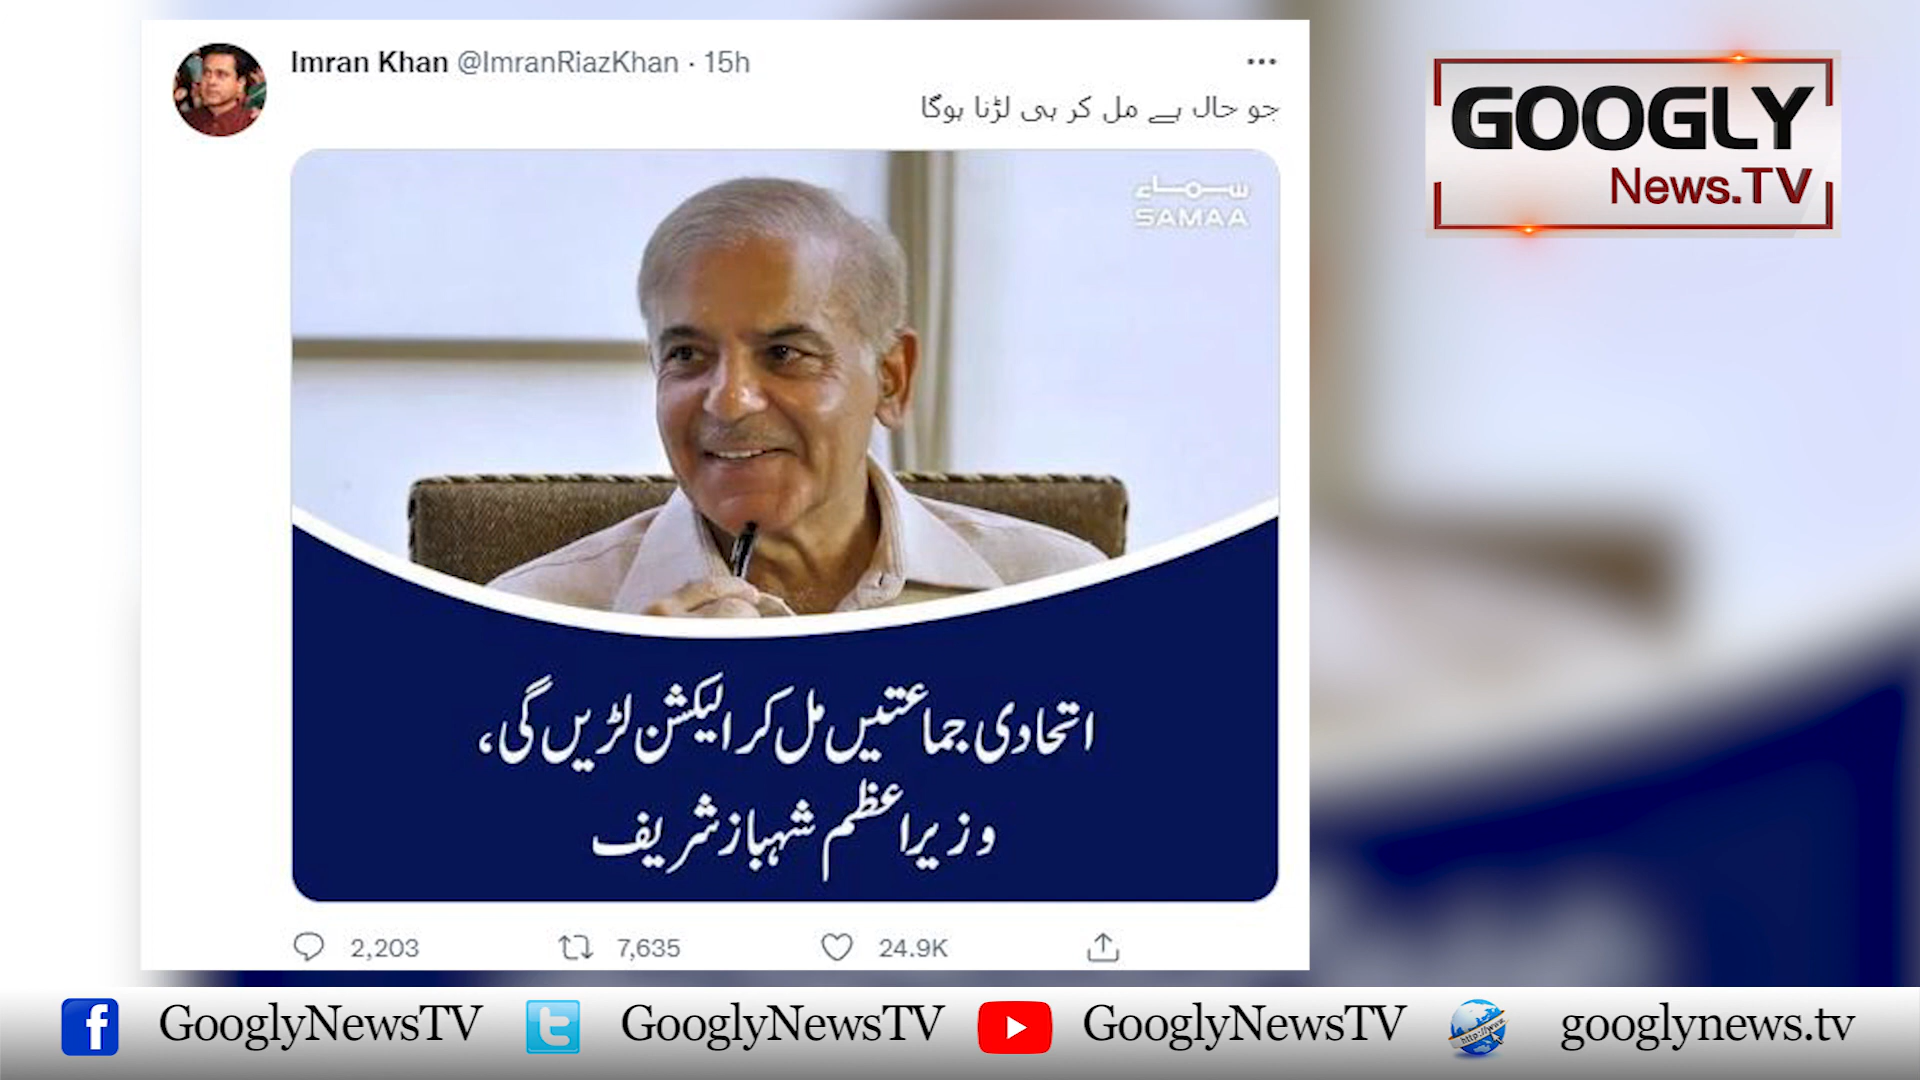 Imran Khan @ImranRiazKhan · 15h
جو حال ہے مل کر ہی لڑنا ہوگا
سماء
SAMAA
اتحادی جماعتیں مل کر الیکشن لڑیں گی،
وزیراعظم شہباز شریف
2,203 7,635 24.9K
GOOGLY
News.TV
GooglyNewsTV GooglyNewsTV GooglyNewsTV http://www googlynews.tv